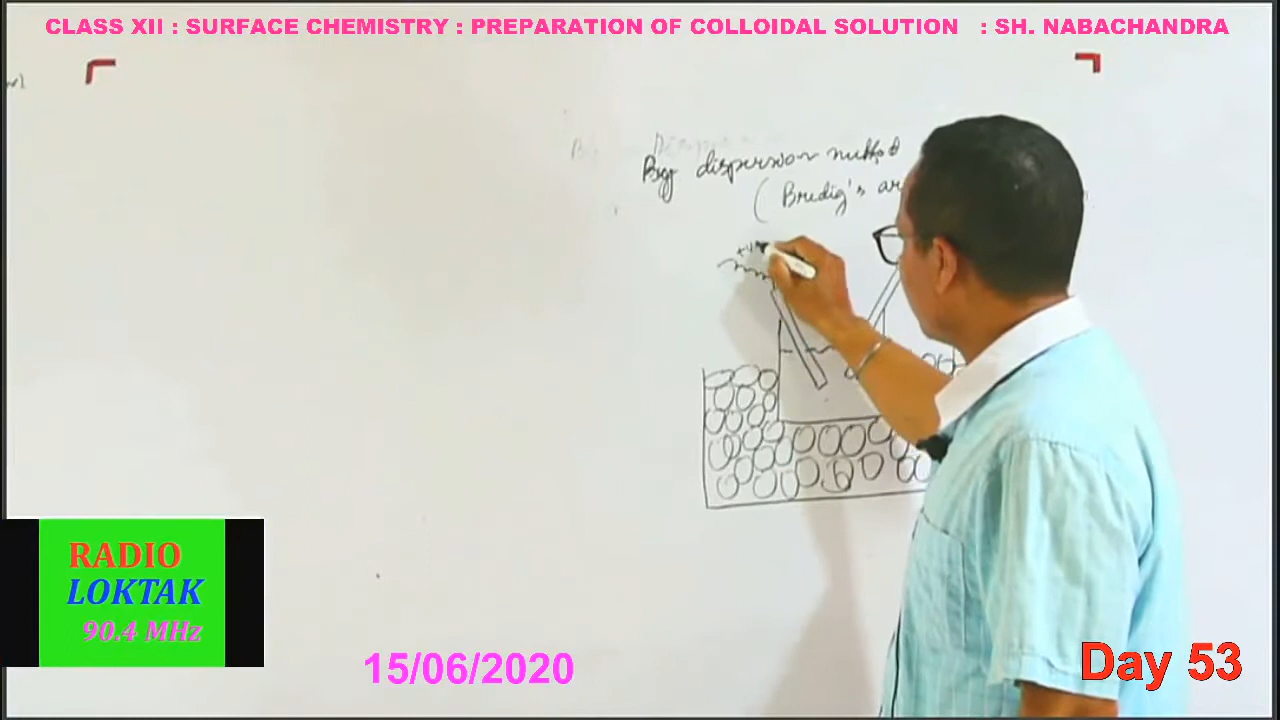 CLASS XII : SURFACE CHEMISTRY : PREPARATION OF COLLOIDAL SOLUTION : SH. NABACHANDRA
By dispersion method
( Bredig's ar
+ve
RADIO
LOKTAK
90.4 MHz
15/06/2020
Day 53